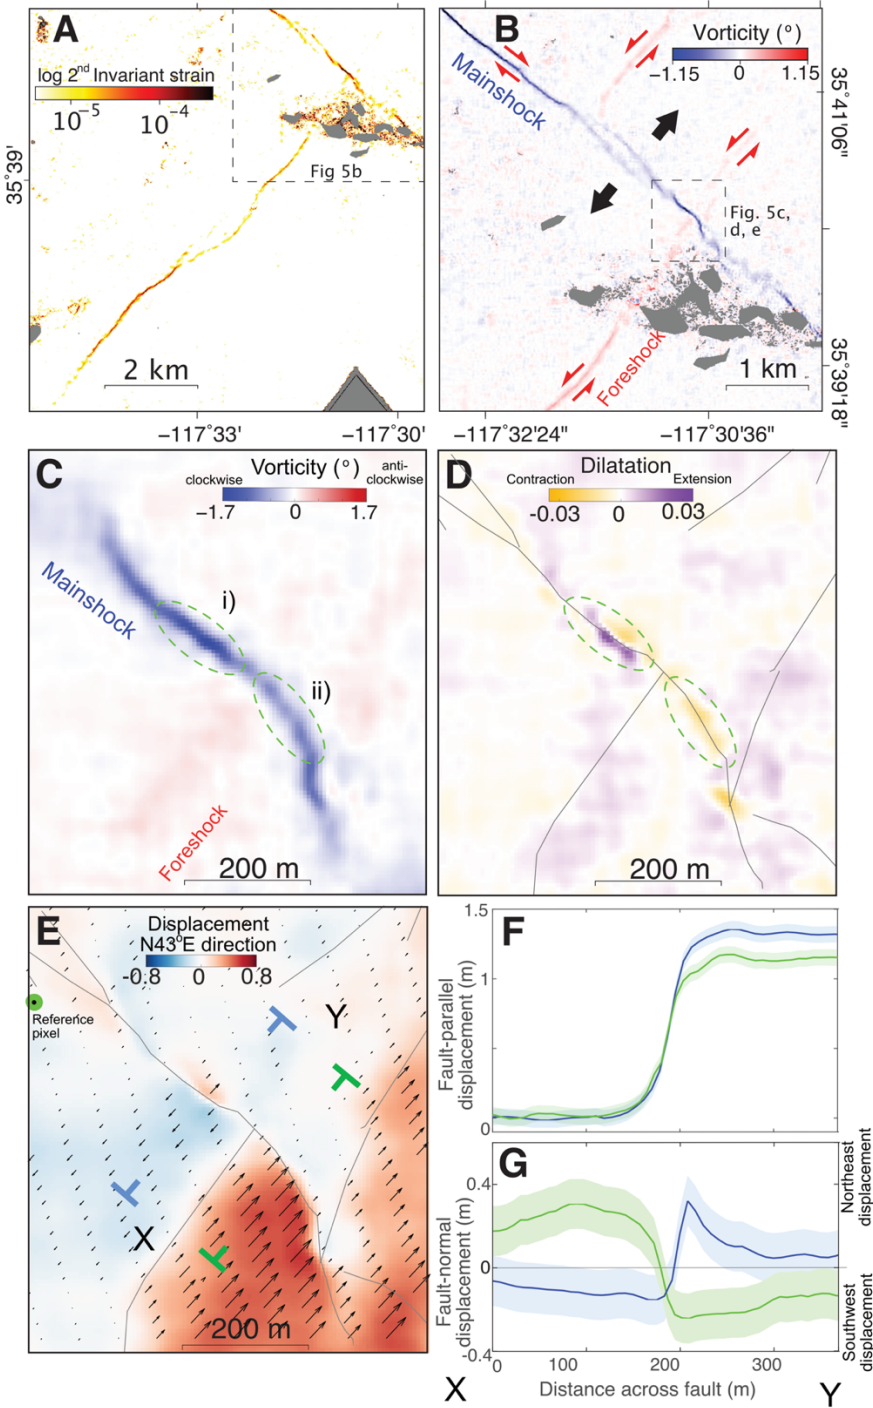 A
log 2nd Invariant strain
10−5
10−4
35°39'
Fig 5b
2 km
−117°33'
−117°30'
B
Vorticity (°)
−1.15
0
1.15
Mainshock
35°41'06"
Fig. 5c,
d, e
Foreshock
1 km
35°39'18"
−117°32'24"
−117°30'36"
C
Vorticity (°)
clockwise
anti-
clockwise
−1.7
0
1.7
Mainshock
i)
ii)
Foreshock
200 m
D
Dilatation
Contraction
Extension
-0.03
0
0.03
200 m
E
Displacement
N43°E direction
-0.8
0
0.8
Reference
pixel
Y
X
200 m
F
1.5
1
0
Fault-parallel
displacement (m)
G
0.4
0
-0.4
Fault-normal
displacement (m)
Northeast
displacement
Southwest
displacement
0
100
200
300
X
Distance across fault (m)
Y